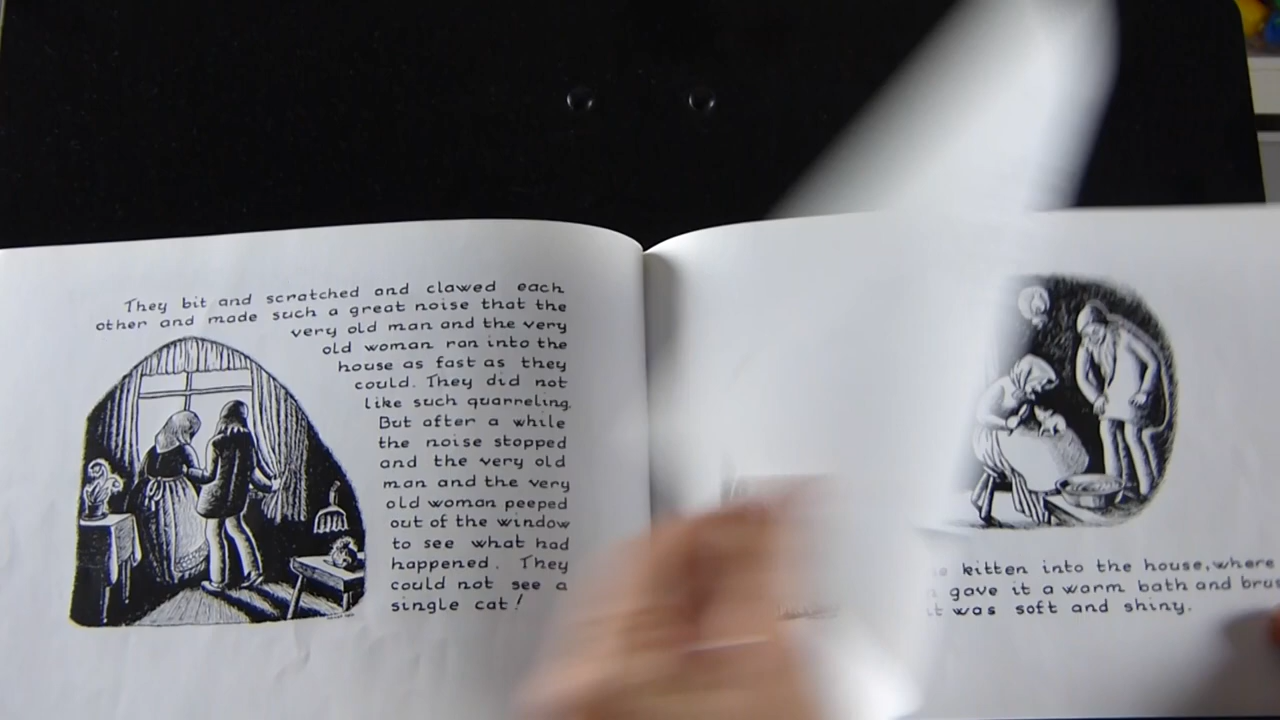 They bit and scratched and clawed each
other and made such a great noise that the
very old man and the very
old woman ran into the
house as fast as they
could. They did not
like such quarreling.
But after a while
the noise stopped
and the very old
man and the very
old woman peeped
out of the window
to see what had
happened. They
could not see a
single cat!
kitten into the house, where
gave it a warm bath and
it was soft and shiny.